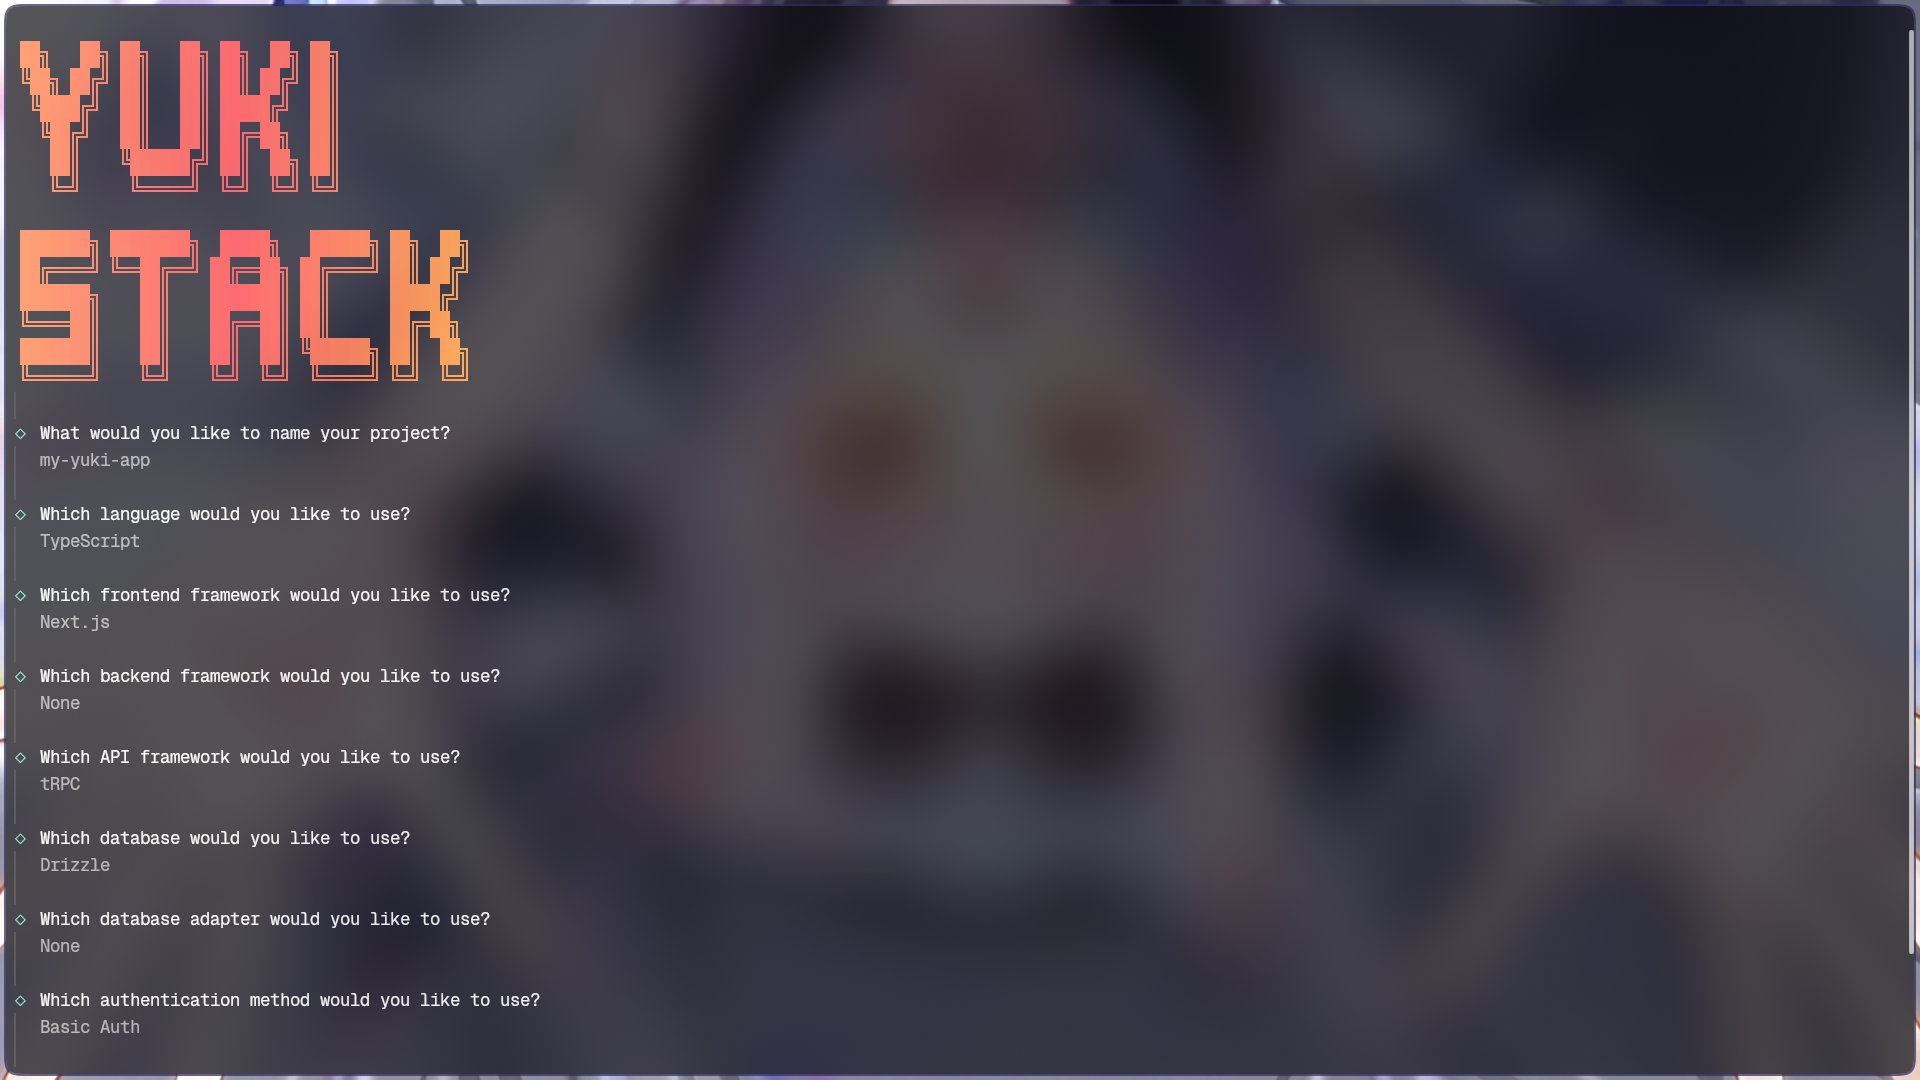 YUKI
STACK
What would you like to name your project?
my-yuki-app
Which language would you like to use?
TypeScript
Which frontend framework would you like to use?
Next.js
Which backend framework would you like to use?
None
Which API framework would you like to use?
tRPC
Which database would you like to use?
Drizzle
Which database adapter would you like to use?
None
Which authentication method would you like to use?
Basic Auth